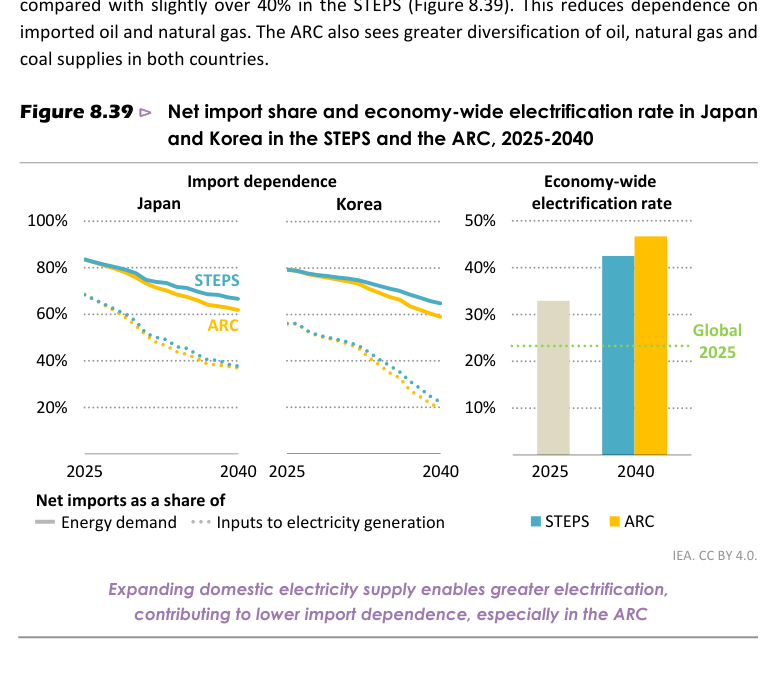 compared with slightly over 40% in the STEPS (Figure 8.39). This reduces dependence on
imported oil and natural gas. The ARC also sees greater diversification of oil, natural gas and
coal supplies in both countries.
Figure 8.39 ▷ Net import share and economy-wide electrification rate in Japan
and Korea in the STEPS and the ARC, 2025-2040
Import dependence
Japan
Korea
100%
80%
60%
40%
20%
STEPS
ARC
2025 2040
2025 2040
Net imports as a share of
Energy demand Inputs to electricity generation
Economy-wide
electrification rate
50%
40%
30%
20%
10%
Global
2025
2025 2040
STEPS ARC
IEA. CC BY 4.0.
Expanding domestic electricity supply enables greater electrification,
contributing to lower import dependence, especially in the ARC